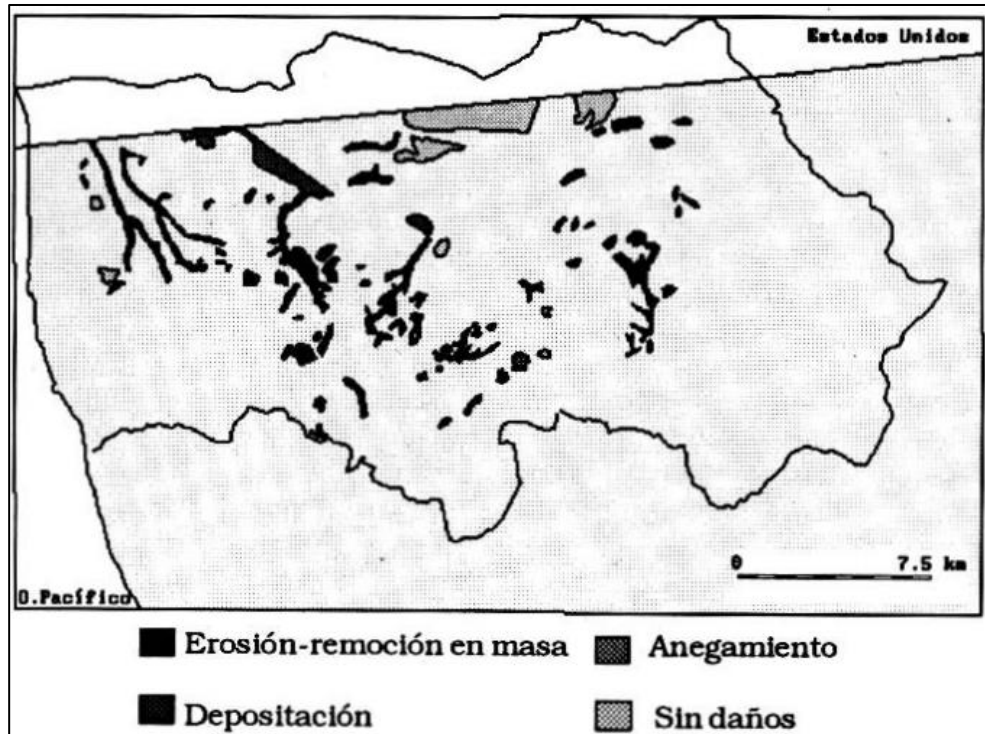 Estados Unidos
0 7.5 km
O.Pacífico
Erosión-remoción en masa
Anegamiento
Depositación
Sin daños